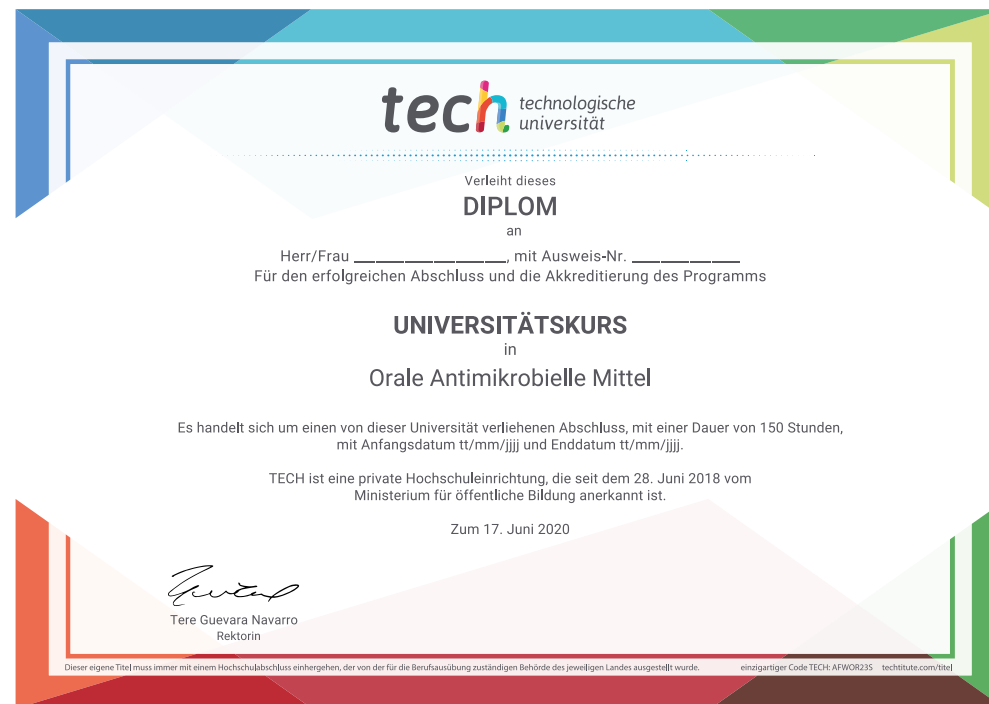 tech technologische
universität
Verleiht dieses
DIPLOM
an
Herr/Frau ____________, mit Ausweis-Nr. _________
Für den erfolgreichen Abschluss und die Akkreditierung des Programms
UNIVERSITÄTSKURS
in
Orale Antimikrobielle Mittel
Es handelt sich um einen von dieser Universität verliehenen Abschluss, mit einer Dauer von 150 Stunden,
mit Anfangsdatum tt/mm/jjjj und Enddatum tt/mm/jjjj.
TECH ist eine private Hochschuleinrichtung, die seit dem 28. Juni 2018 vom
Ministerium für öffentliche Bildung anerkannt ist.
Zum 17. Juni 2020
Tere Guevara Navarro
Rektorin
Dieser eigene Titel muss immer mit einem Hochschulabschluss einhergehen, der von der für die Berufsausübung zuständigen Behörde des jeweiligen Landes ausgestellt wurde. einzigartiger Code TECH: AFWOR23S techtitute.com/titel